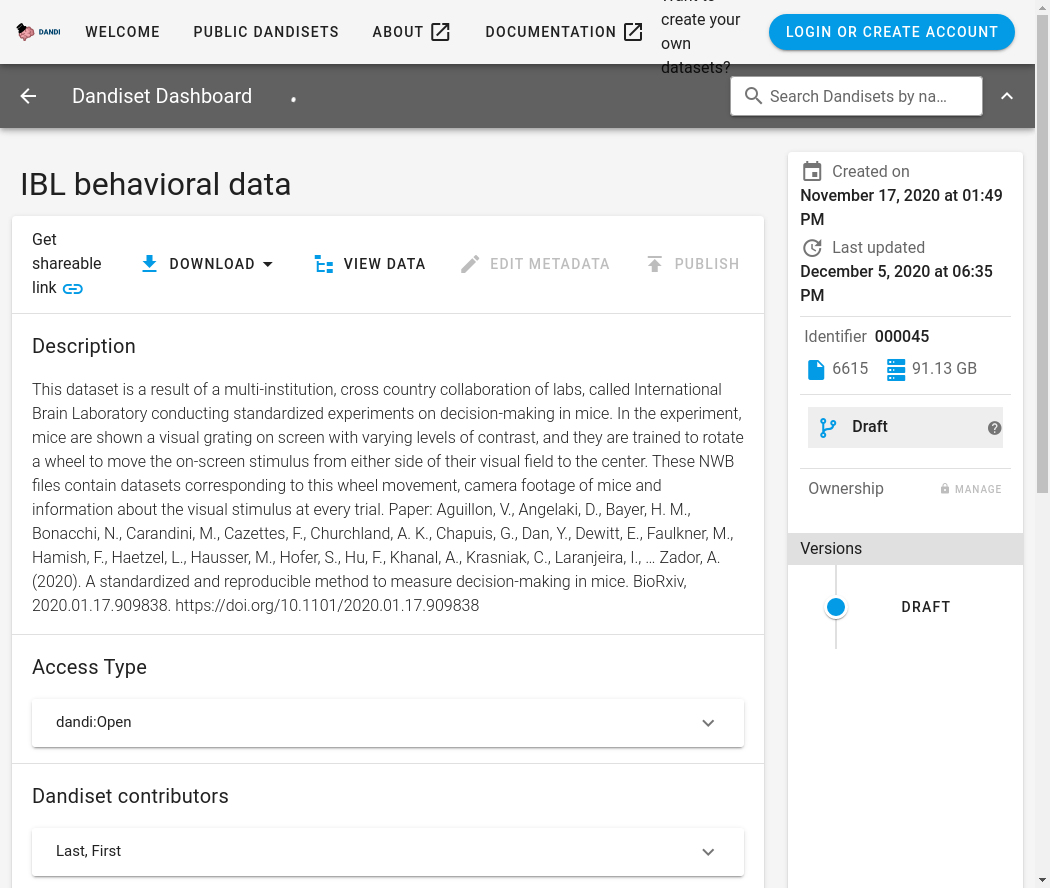 DANDI
WELCOME
PUBLIC DANDISETS
ABOUT
DOCUMENTATION
create your
own
datasets?
LOGIN OR CREATE ACCOUNT
Dandiset Dashboard
Search Dandisets by na...
IBL behavioral data
Get
shareable
link
DOWNLOAD
VIEW DATA
EDIT METADATA
PUBLISH
Description
This dataset is a result of a multi-institution, cross country collaboration of labs, called International
Brain Laboratory conducting standardized experiments on decision-making in mice. In the experiment,
mice are shown a visual grating on screen with varying levels of contrast, and they are trained to rotate
a wheel to move the on-screen stimulus from either side of their visual field to the center. These NWB
files contain datasets corresponding to this wheel movement, camera footage of mice and
information about the visual stimulus at every trial. Paper: Aguillon, V., Angelaki, D., Bayer, H. M.,
Bonacchi, N., Carandini, M., Cazettes, F., Churchland, A. K., Chapuis, G., Dan, Y., Dewitt, E., Faulkner, M.,
Hamish, F., Haetzel, L., Hausser, M., Hofer, S., Hu, F., Khanal, A., Krasniak, C., Laranjeira, I., … Zador, A.
(2020). A standardized and reproducible method to measure decision-making in mice. BioRxiv,
2020.01.17.909838. https://doi.org/10.1101/2020.01.17.909838
Access Type
dandi:Open
Dandiset contributors
Last, First
Created on
November 17, 2020 at 01:49
PM
Last updated
December 5, 2020 at 06:35
PM
Identifier 000045
6615 91.13 GB
Draft
Ownership
MANAGE
Versions
DRAFT